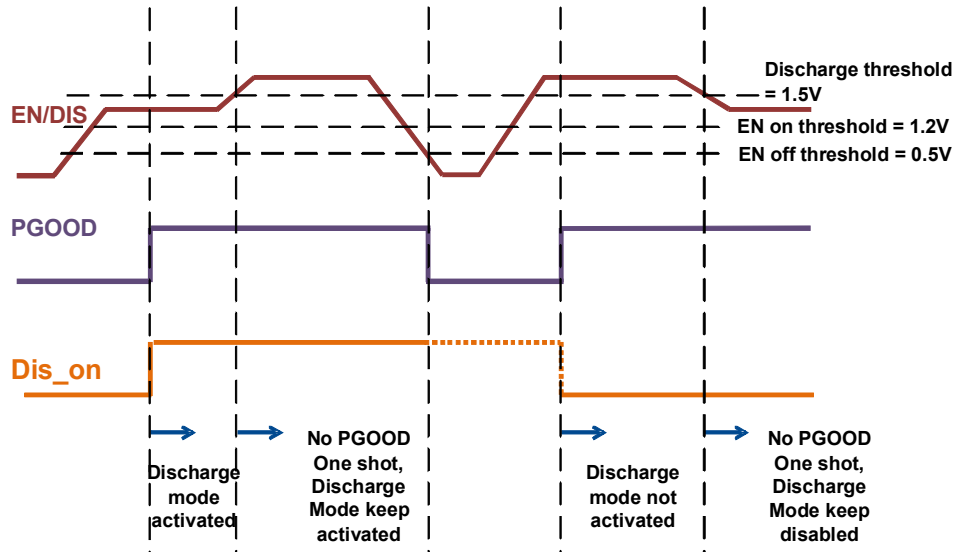 Discharge threshold
= 1.5V
EN/DIS
EN on threshold = 1.2V
EN off threshold = 0.5V
PGOOD
Dis_on
Discharge
mode
activated
No PGOOD
One shot,
Discharge
Mode keep
activated
Discharge
mode not
activated
No PGOOD
One shot,
Discharge
Mode keep
disabled